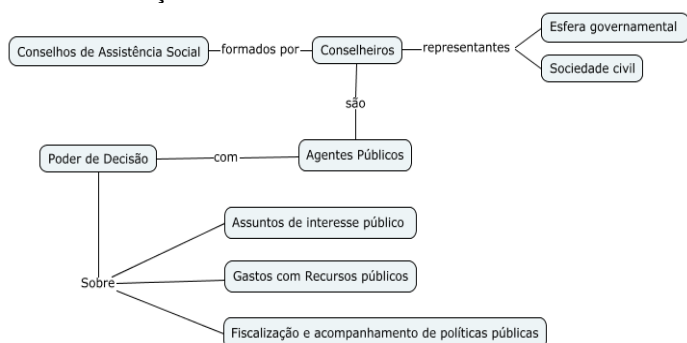 Esfera governamental
Conselhos de Assistência Social
formados por
Conselheiros
representantes
Sociedade civil
são
Poder de Decisão
com
Agentes Públicos
Assuntos de interesse público
Gastos com Recursos públicos
Sobre
Fiscalização e acompanhamento de políticas públicas